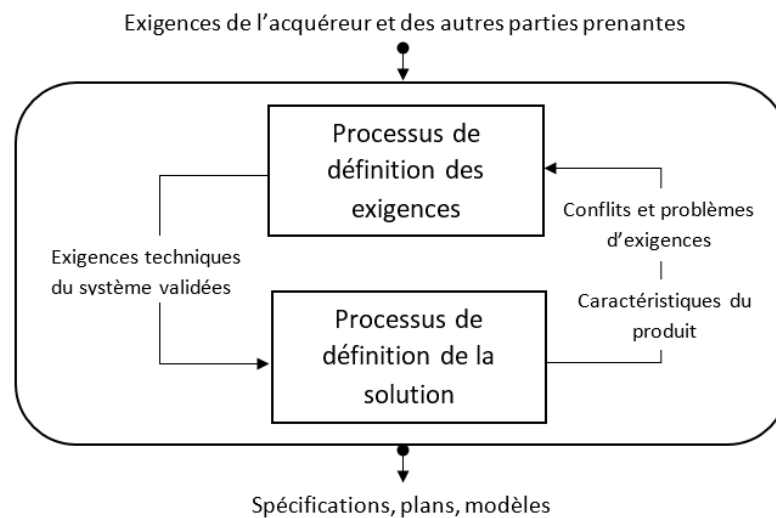 Exigences de l’acquéreur et des autres parties prenantes
Processus de
définition des
exigences
Conflits et problèmes
d’exigences
Exigences techniques
du système validées
Caractéristiques du
produit
Processus de
définition de la
solution
Spécifications, plans, modèles